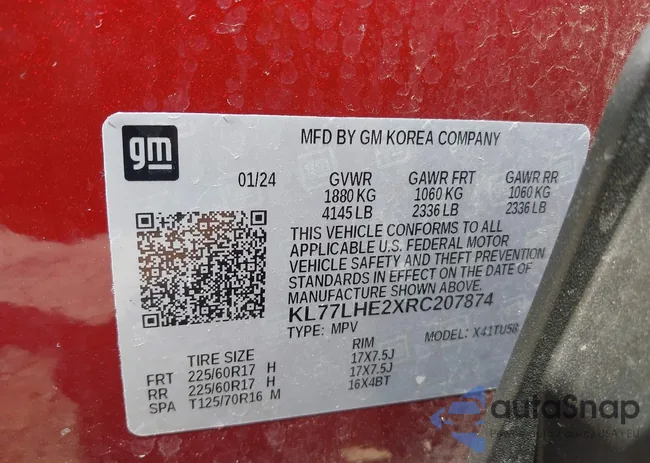 gm
MFD BY GM KOREA COMPANY
01/24 GVWR GAWR FRT GAWR RR
1880 KG 1060 KG 1060 KG
4145 LB 2336 LB 2336 LB
THIS VEHICLE CONFORMS TO ALL
APPLICABLE U.S. FEDERAL MOTOR
VEHICLE SAFETY AND THEFT PREVENTION
STANDARDS IN EFFECT ON THE DATE OF
MANUFACTURE SHOWN ABOVE.
KL77LHE2XRC207874
TYPE: MPV MODEL: X41TU58
TIRE SIZE RIM
FRT 225/60R17 H 17X7.5J
RR 225/60R17 H 17X7.5J
SPA T125/70R16 M 16X4BT
autoSnap